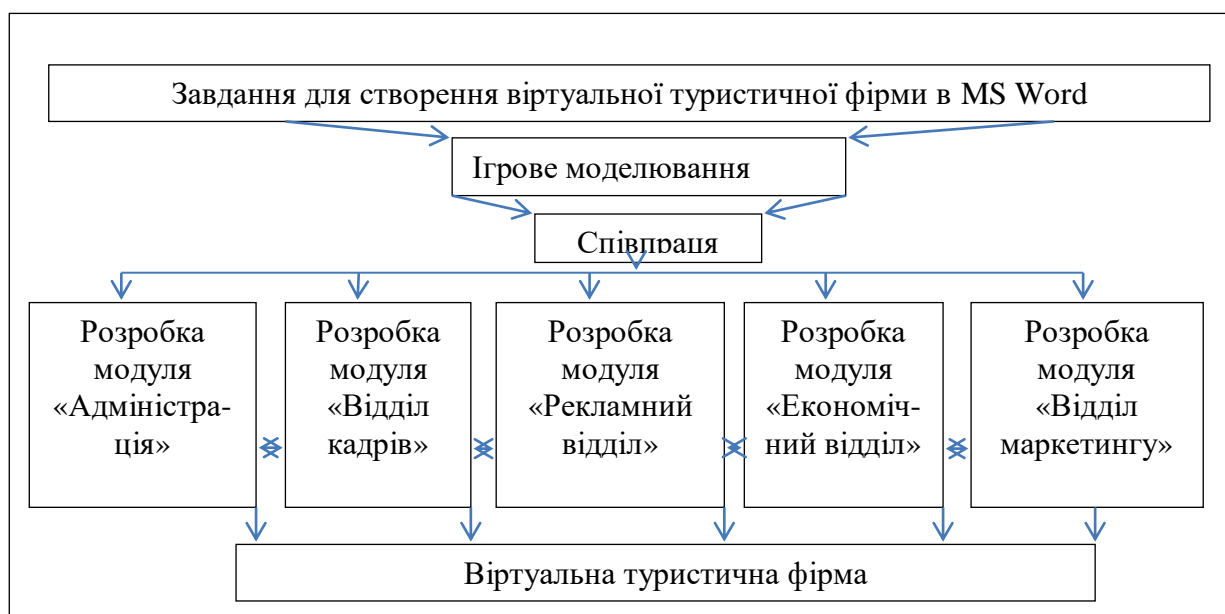 Завдання для створення віртуальної туристичної фірми в MS Word
Ігрове моделювання
Співпраця
Розробка
модуля
«Адміністра-
ція»
Розробка
модуля
«Відділ
кадрів»
Розробка
модуля
«Рекламний
відділ»
Розробка
модуля
«Економіч-
ний відділ»
Розробка
модуля
«Відділ
маркетингу»
Віртуальна туристична фірма